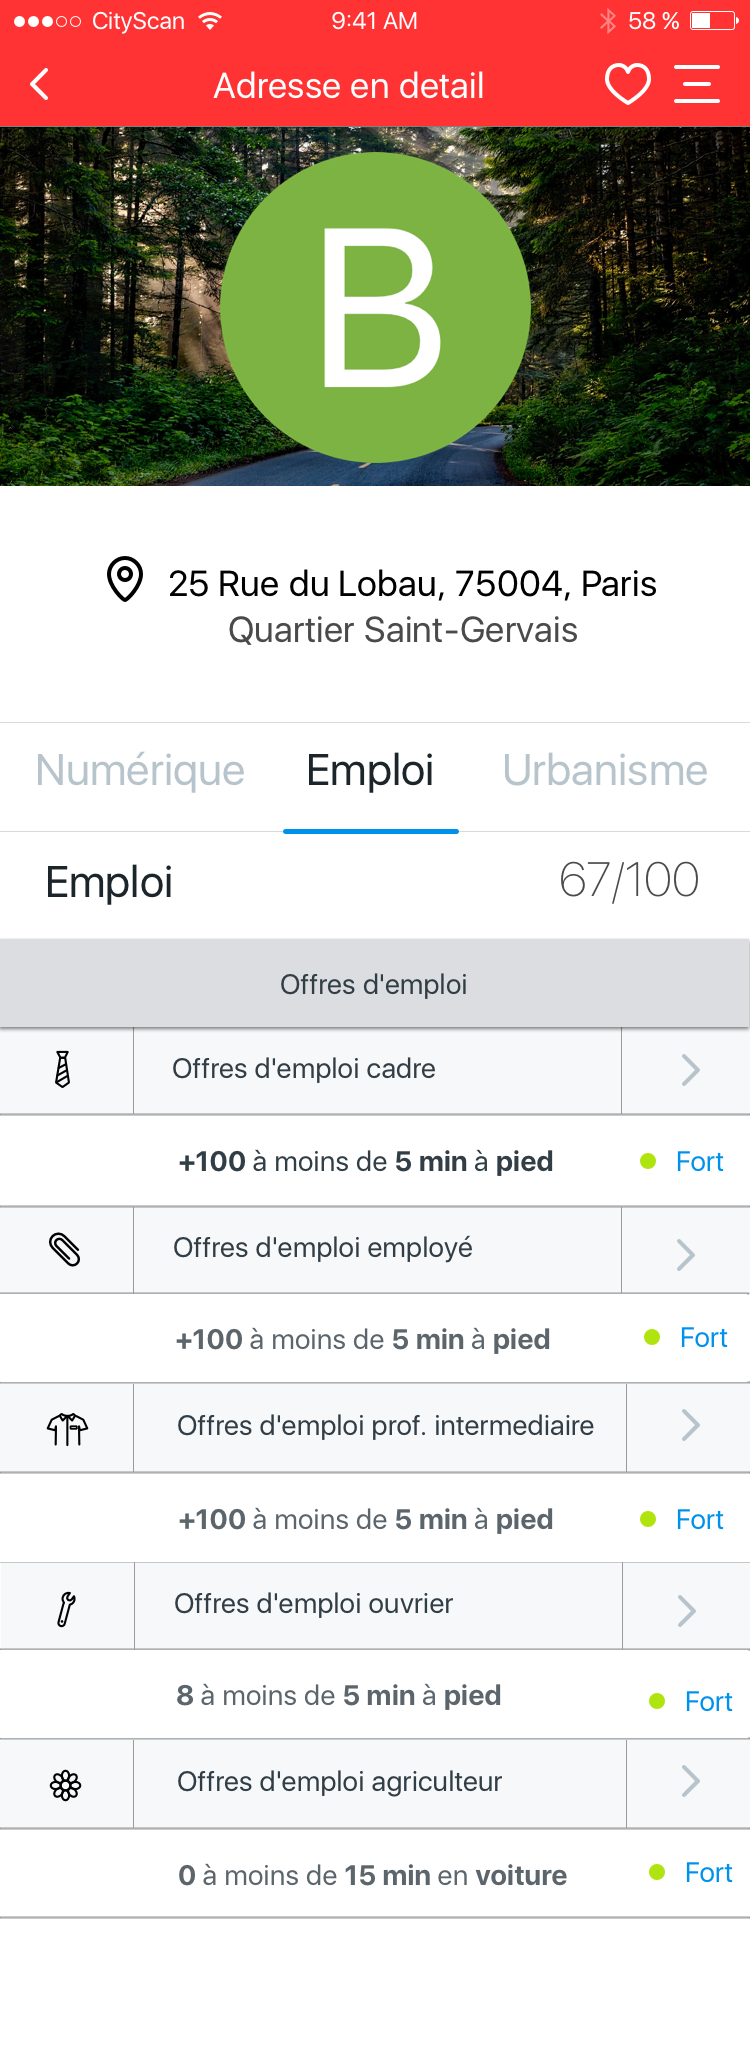 CityScan 9:41 AM 58 %
Adresse en detail
B
25 Rue du Lobau, 75004, Paris
Quartier Saint-Gervais
Numérique Emploi Urbanisme
Emploi 67/100
Offres d'emploi
Offres d'emploi cadre
+100 à moins de 5 min à pied Fort
Offres d'emploi employé
+100 à moins de 5 min à pied Fort
Offres d'emploi prof. intermediaire
+100 à moins de 5 min à pied Fort
Offres d'emploi ouvrier
8 à moins de 5 min à pied Fort
Offres d'emploi agriculteur
0 à moins de 15 min en voiture Fort